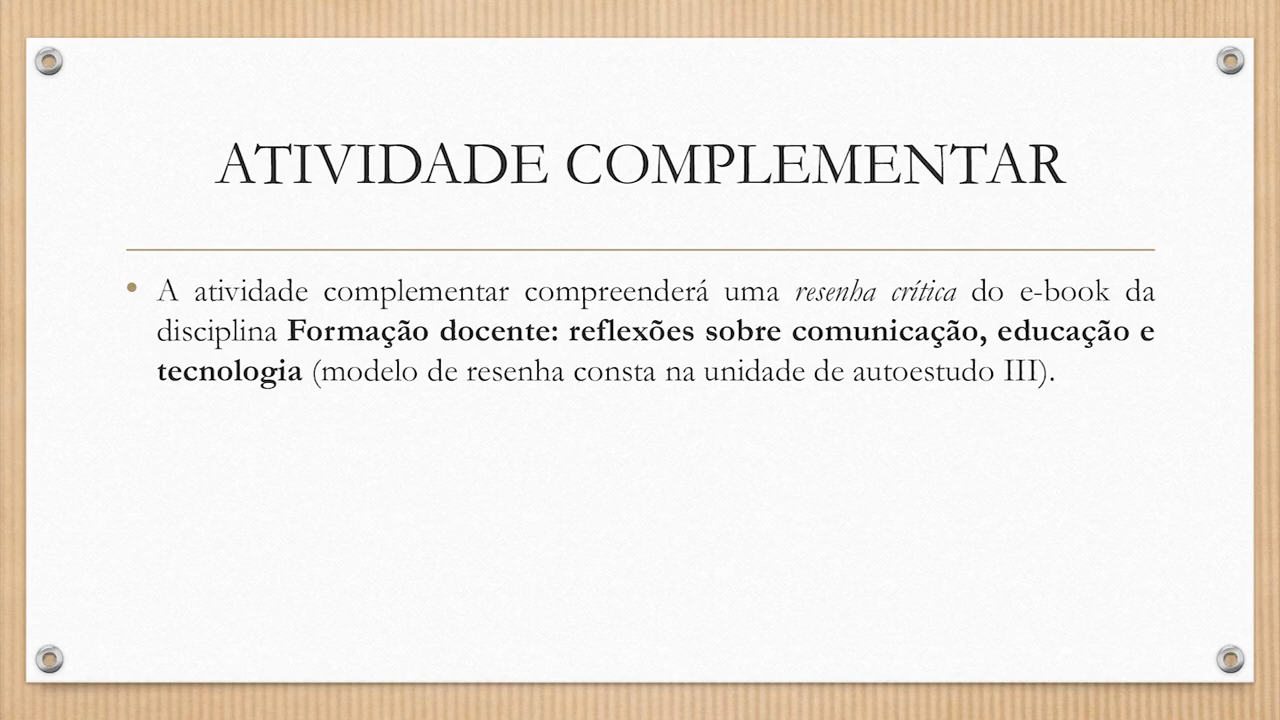 ATIVIDADE COMPLEMENTAR
• A atividade complementar compreenderá uma resenha crítica do e-book da
disciplina Formação docente: reflexões sobre comunicação, educação e
tecnologia (modelo de resenha consta na unidade de autoestudo III).